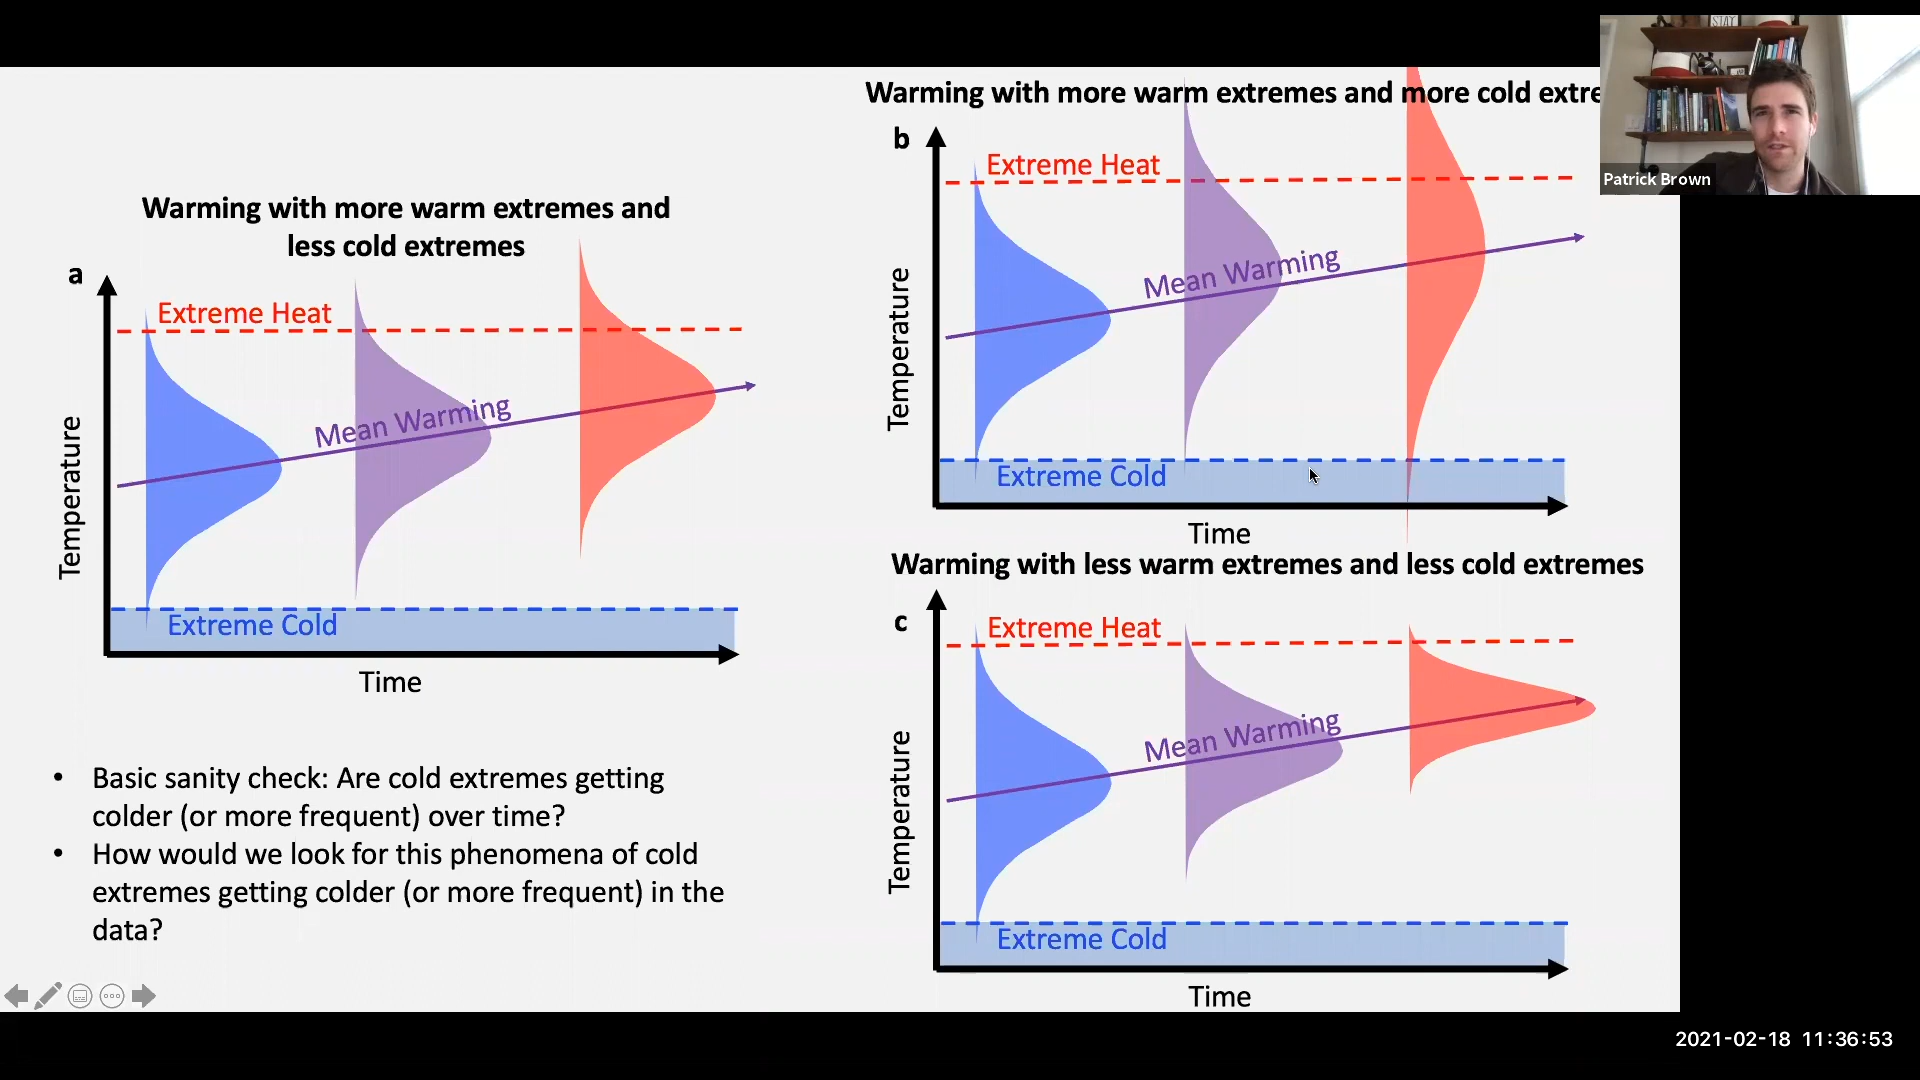 Warming with more warm extremes and
less cold extremes
a
Extreme Heat
Mean Warming
Temperature
Extreme Cold
Time
• Basic sanity check: Are cold extremes getting
colder (or more frequent) over time?
• How would we look for this phenomena of cold
extremes getting colder (or more frequent) in the
data?
Warming with more warm extremes and more cold extre
b
Extreme Heat
Mean Warming
Temperature
Extreme Cold
Time
Warming with less warm extremes and less cold extremes
c
Extreme Heat
Mean Warming
Temperature
Extreme Cold
Time
STAY
Patrick Brown
2021-02-18 11:36:53